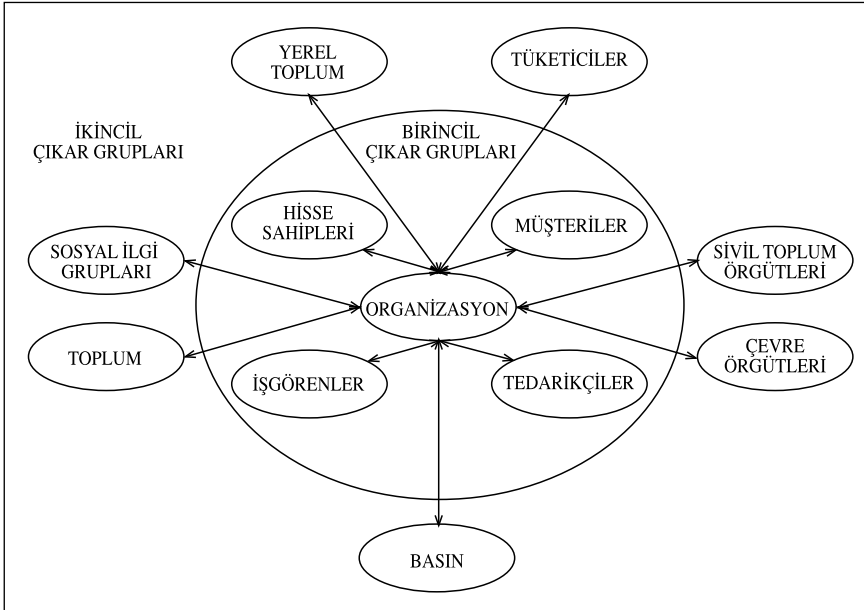 YEREL
TOPLUM
TÜKETİCİLER
İKİNCİL
ÇIKAR GRUPLARI
BİRİNCİL
ÇIKAR GRUPLARI
HİSSE
SAHİPLERİ
MÜŞTERİLER
SOSYAL İLGİ
GRUPLARI
SİVİL TOPLUM
ÖRGÜTLERİ
ORGANİZASYON
TOPLUM
ÇEVRE
ÖRGÜTLERİ
İŞGÖRENLER
TEDARİKÇİLER
BASIN